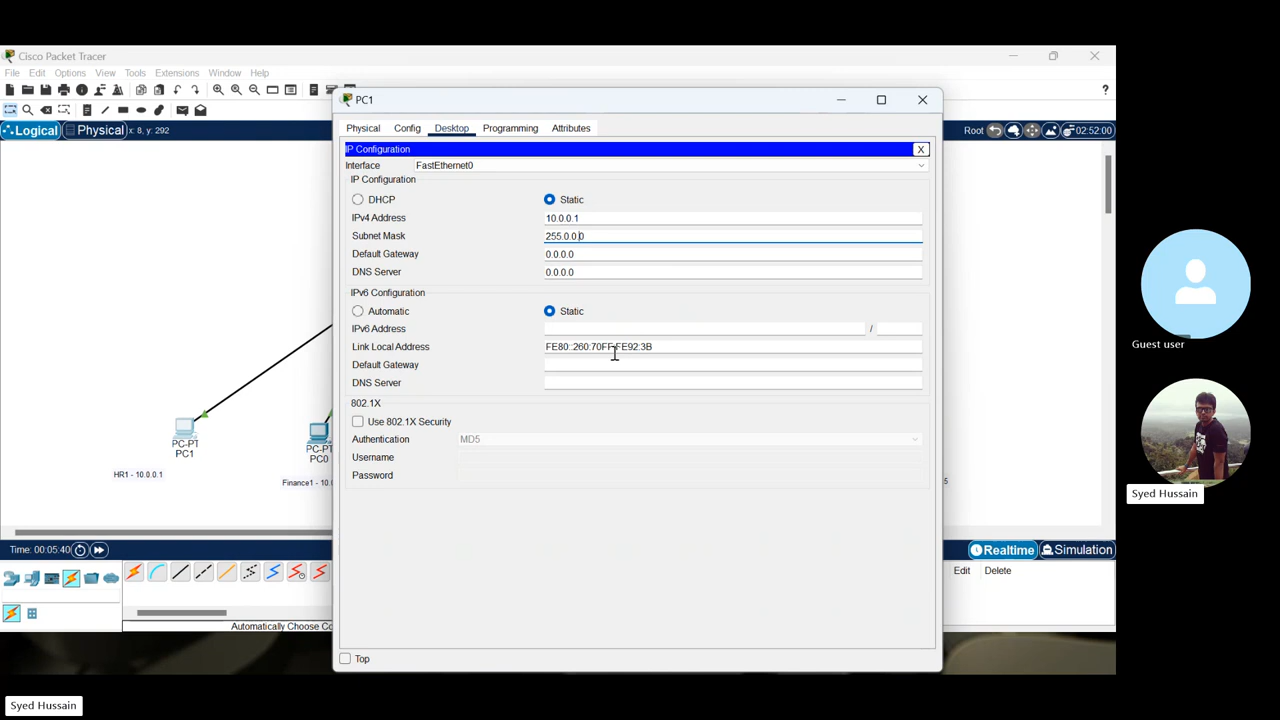 Cisco Packet Tracer
File Edit Options View Tools Extensions Window Help
Logical Physical x: 8, y: 292
Root 02:52:00
PC1
Physical Config Desktop Programming Attributes
IP Configuration X
Interface FastEthernet0
IP Configuration
DHCP Static
IPv4 Address 10.0.0.1
Subnet Mask 255.0.0.0
Default Gateway 0.0.0.0
DNS Server 0.0.0.0
IPv6 Configuration
Automatic Static
IPv6 Address /
Link Local Address FE80::260:70FF:FE92:3B
Default Gateway
DNS Server
802.1X
Use 802.1X Security
Authentication MD5
Username
Password
Top
PC-PT
PC1
HR1 - 10.0.0.1
PC-PT
PC0
Finance1 - 10.0
5
Time: 00:05:40
Realtime Simulation
Edit Delete
Automatically Choose Co
Guest user
Syed Hussain
Syed Hussain